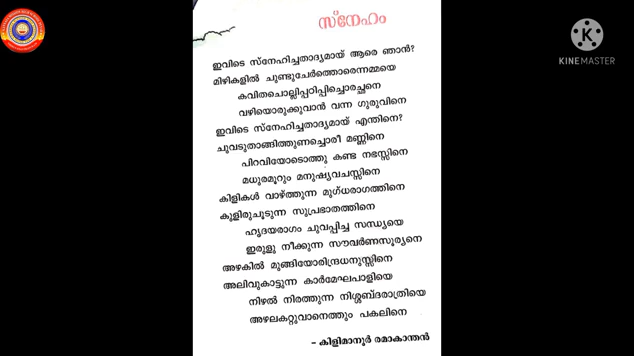 സ്നേഹം
ഇവിടെ സ്നേഹിച്ചതാദ്യമായ് ആരെ ഞാൻ?
മിഴികളിൽ ചുണ്ടുചേർത്തൊരെന്നമ്മയെ
കവിതചൊല്ലിപ്പഠിപ്പിച്ചൊരച്ഛനെ
വഴിയൊരുക്കുവാൻ വന്ന ഗുരുവിനെ
ഇവിടെ സ്നേഹിച്ചതാദ്യമായ് എന്തിനെ?
ചുവടുതാങ്ങിത്തുണച്ചൊരീ മണ്ണിനെ
പിറവിയോടൊത്തു കണ്ട നഭസ്സിനെ
മധുരമൂറും മനുഷ്യവചസ്സിനെ
കിളികൾ വാഴ്ത്തുന്ന മുഗ്ധരാഗത്തിനെ
കുളിരുചൂടുന്ന സുപ്രഭാതത്തിനെ
ഹൃദയരാഗം ചുവപ്പിച്ച സന്ധ്യയെ
ഇരുളു നീക്കുന്ന സൗവർണസൂര്യനെ
അഴകിൽ മുങ്ങിയോരിന്ദ്രധനുസ്സിനെ
അലിവുകാട്ടുന്ന കാർമേഘപാളിയെ
നിഴൽ നിരത്തുന്ന നിശ്ശബ്ദരാത്രിയെ
അഴലകറ്റുവാനെത്തും പകലിനെ
- കിളിമാനൂർ രമാകാന്തൻ
KINEMASTER